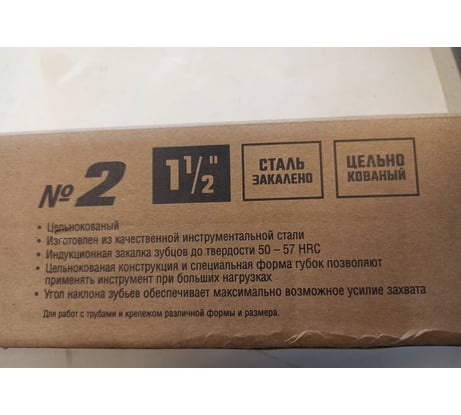 №2 1 1/2" СТАЛЬ ЗАКАЛЕНО ЦЕЛЬНО КОВАНЫЙ
• Цельнокованый
• Изготовлен из качественной инструментальной стали
• Индукционная закалка зубцов до твердости 50 – 57 HRC
• Цельнокованая конструкция и специальная форма губок позволяют
применять инструмент при больших нагрузках
• Угол наклона зубьев обеспечивает максимально возможное усилие захвата
Для работ с трубами и крепежом различной формы и размера.